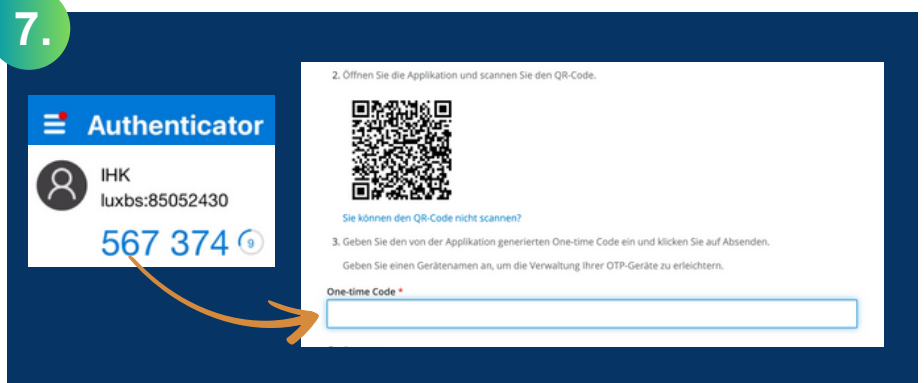 7.
Authenticator
IHK
luxbs:85052430
567 374 9
2. Öffnen Sie die Applikation und scannen Sie den QR-Code.
Sie können den QR-Code nicht scannen?
3. Geben Sie den von der Applikation generierten One-time Code ein und klicken Sie auf Absenden.
Geben Sie einen Gerätenamen an, um die Verwaltung Ihrer OTP-Geräte zu erleichtern.
One-time Code *